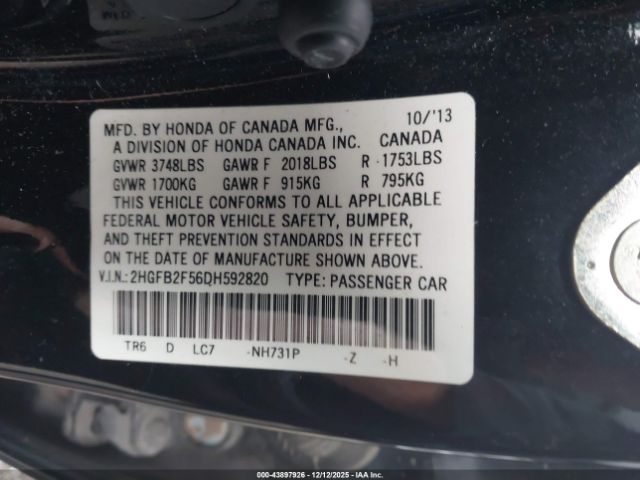 10/'13
MFD. BY HONDA OF CANADA MFG., CANADA
A DIVISION OF HONDA CANADA INC.
GVWR 3748LBS GAWR F 2018LBS R 1753LBS
GVWR 1700KG GAWR F 915KG R 795KG
THIS VEHICLE CONFORMS TO ALL APPLICABLE
FEDERAL MOTOR VEHICLE SAFETY, BUMPER,
AND THEFT PREVENTION STANDARDS IN EFFECT
ON THE DATE OF MANUFACTURE SHOWN ABOVE.
V.I.N.: 2HGFB2F56DH592820 TYPE: PASSENGER CAR
TR6 D LC7 -NH731P -Z -H
000-43897926 - 12/12/2025 - IAA Inc.